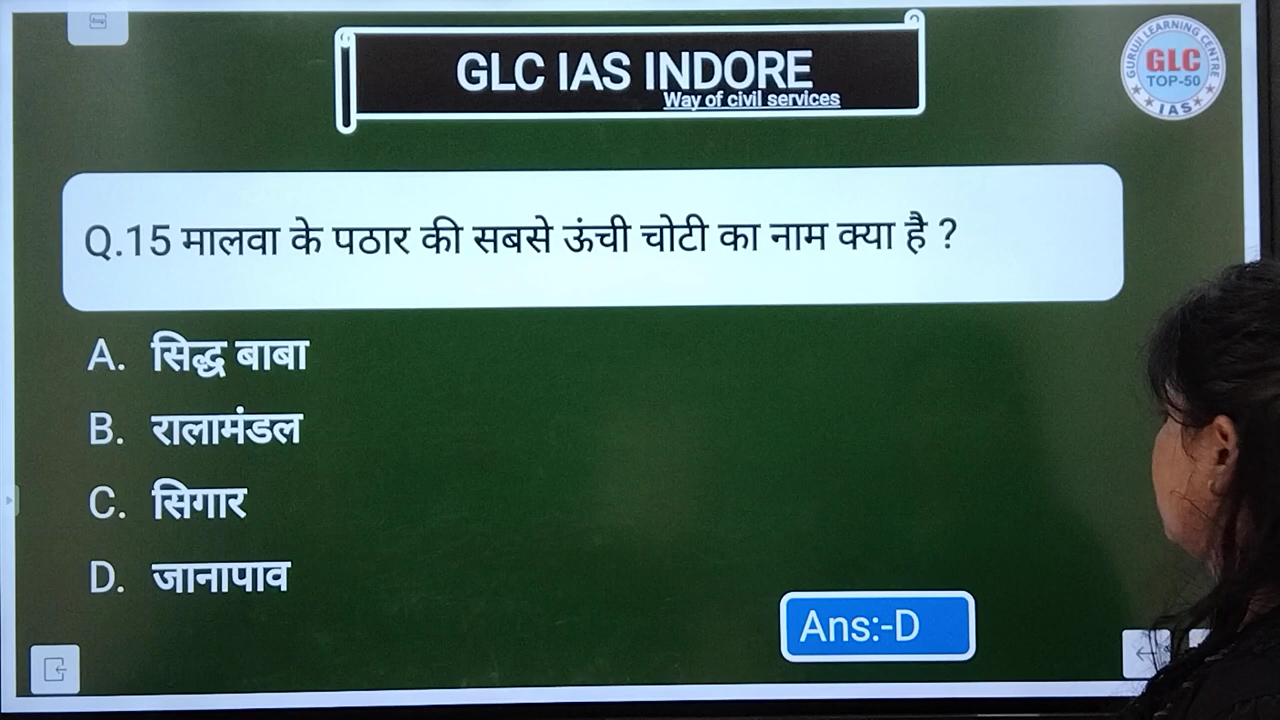 GLC IAS INDORE
Way of civil services
GURUJI LEARNING CENTRE
GLC
TOP-50
IAS
Q.15 मालवा के पठार की सबसे ऊंची चोटी का नाम क्या है ?
A. सिद्ध बाबा
B. रालामंडल
C. सिगार
D. जानापाव
Ans:-D